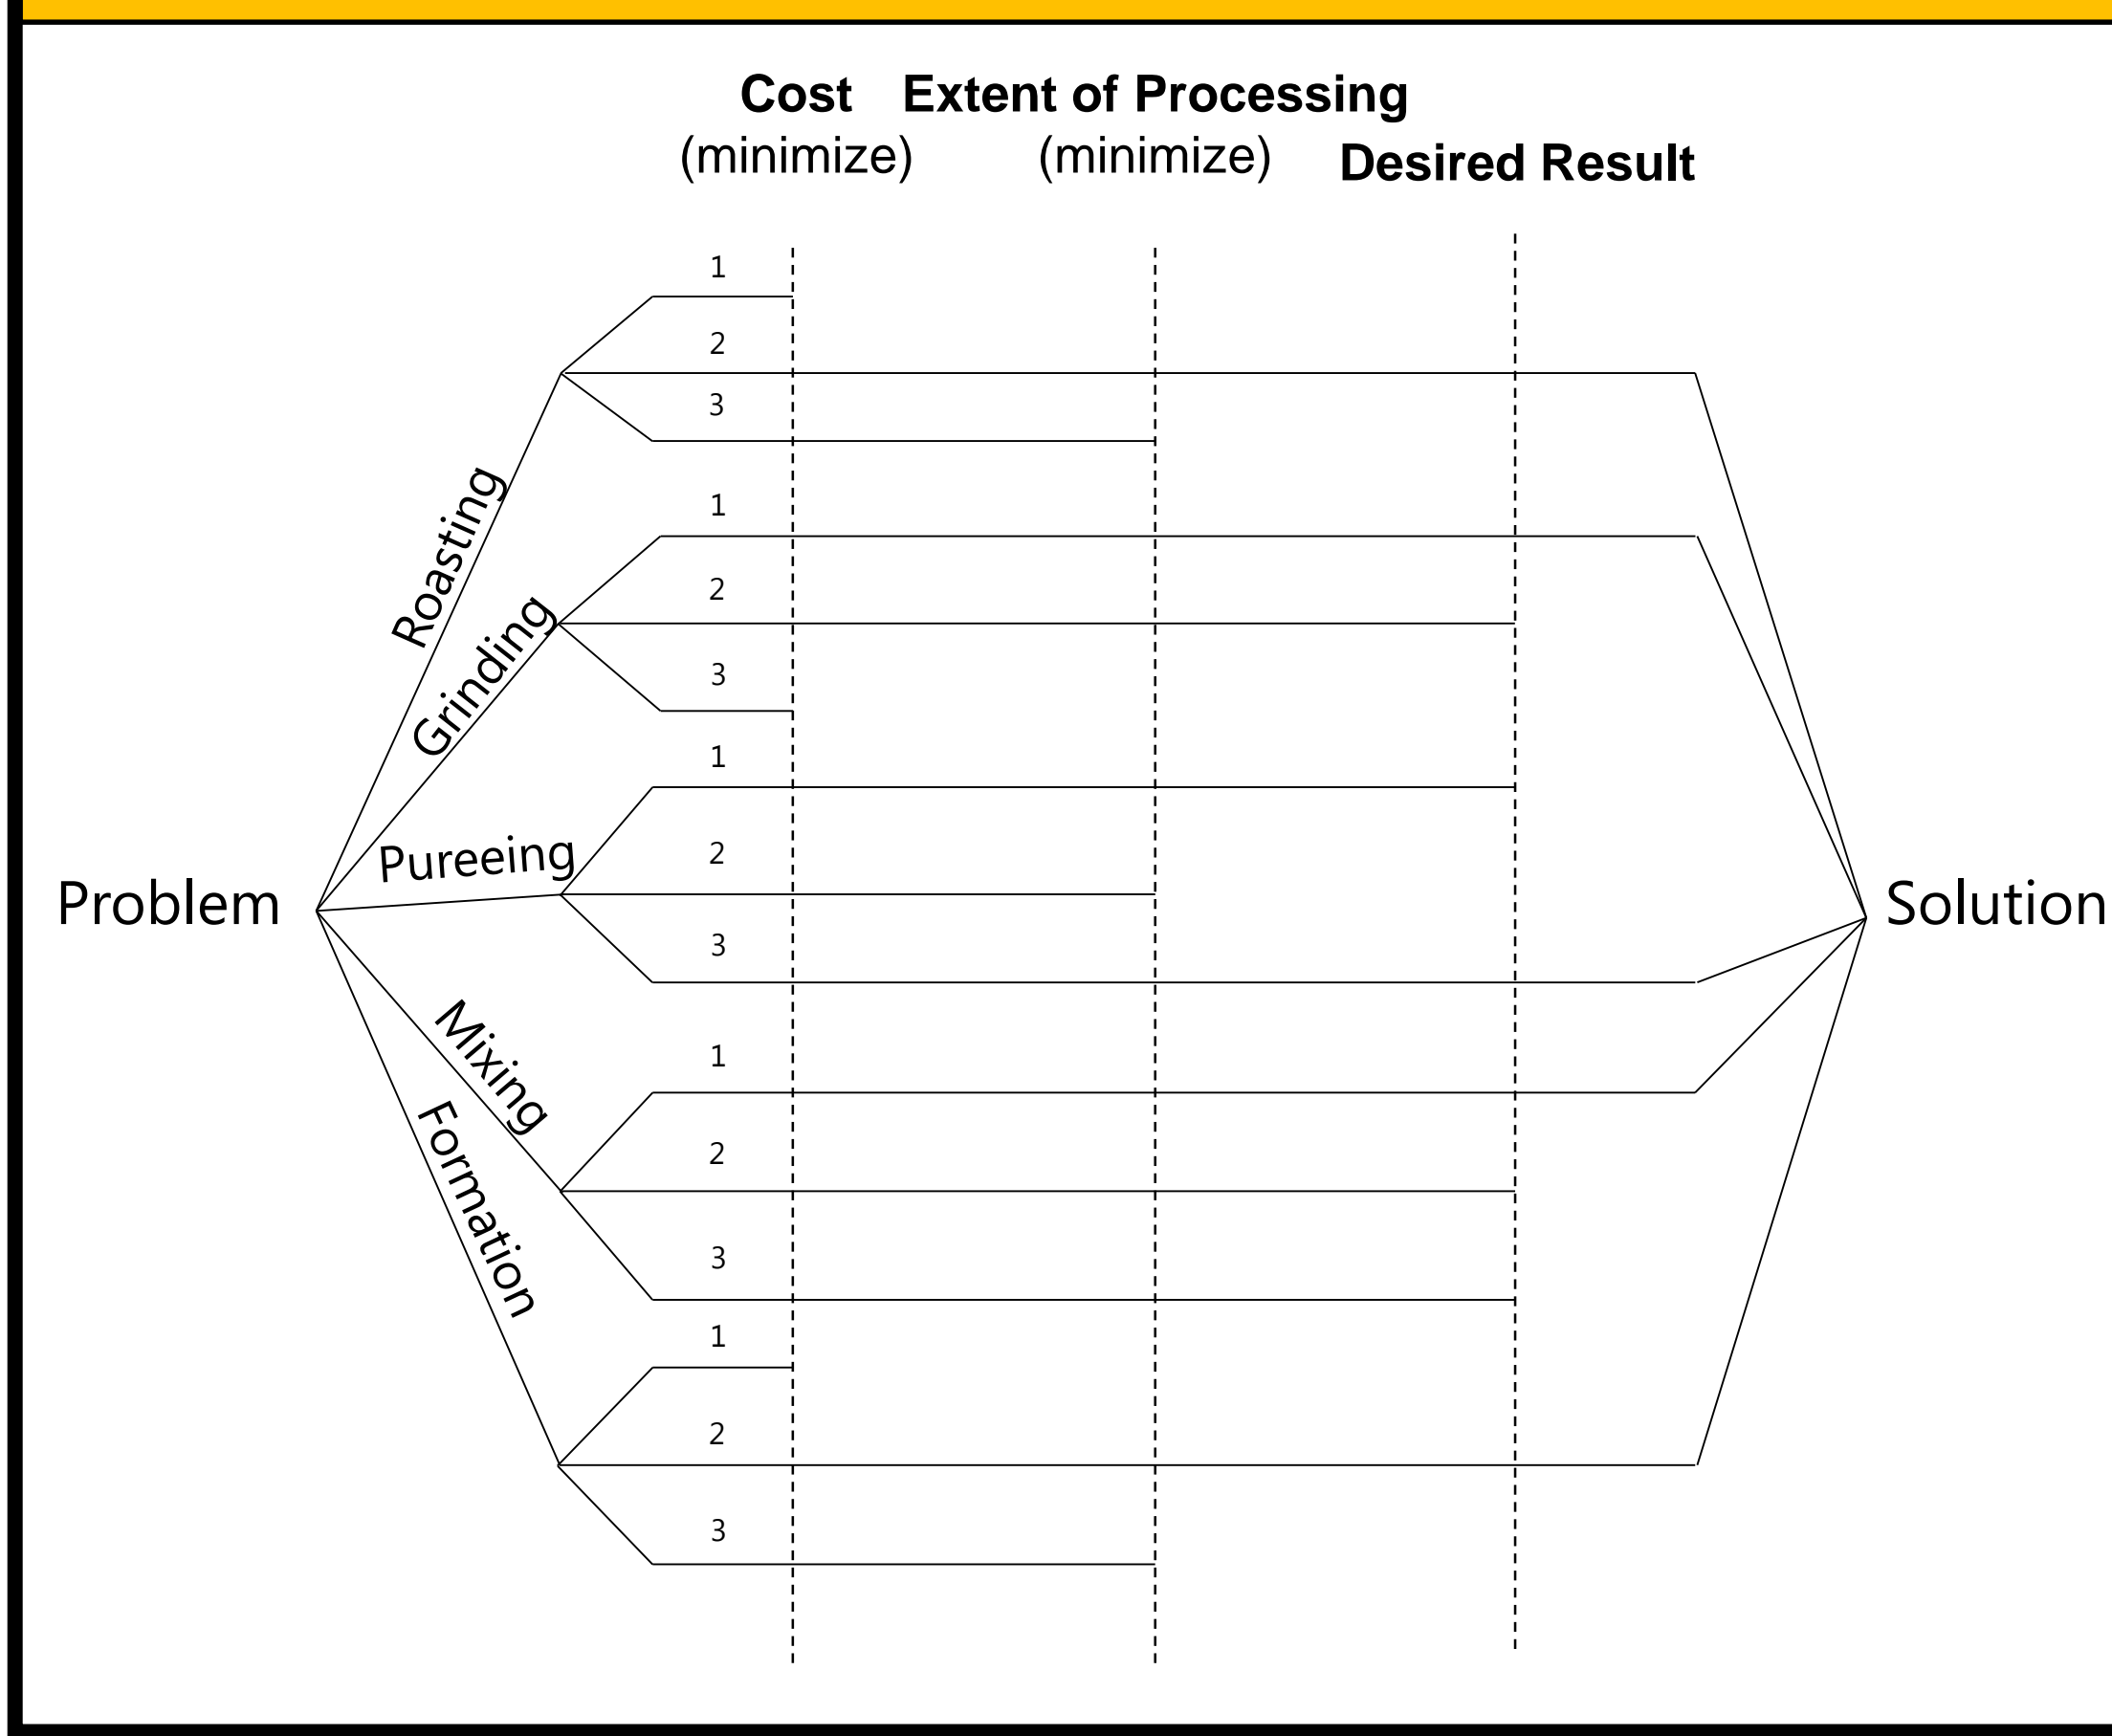 Cost Extent of Processing
(minimize) (minimize)
Desired Result
1
2
3
Roasting
1
2
3
Grinding
1
2
3
Pureeing
Problem
Solution
1
2
3
Mixing
Formation
1
2
3